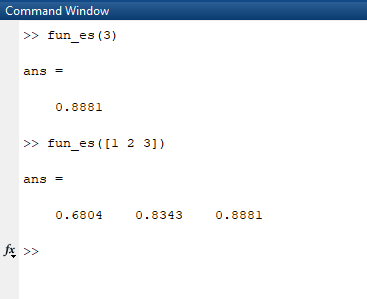 Command Window
>> fun_es(3)
ans =
0.8881
>> fun_es([1 2 3])
ans =
0.6804 0.8343 0.8881
fx >>